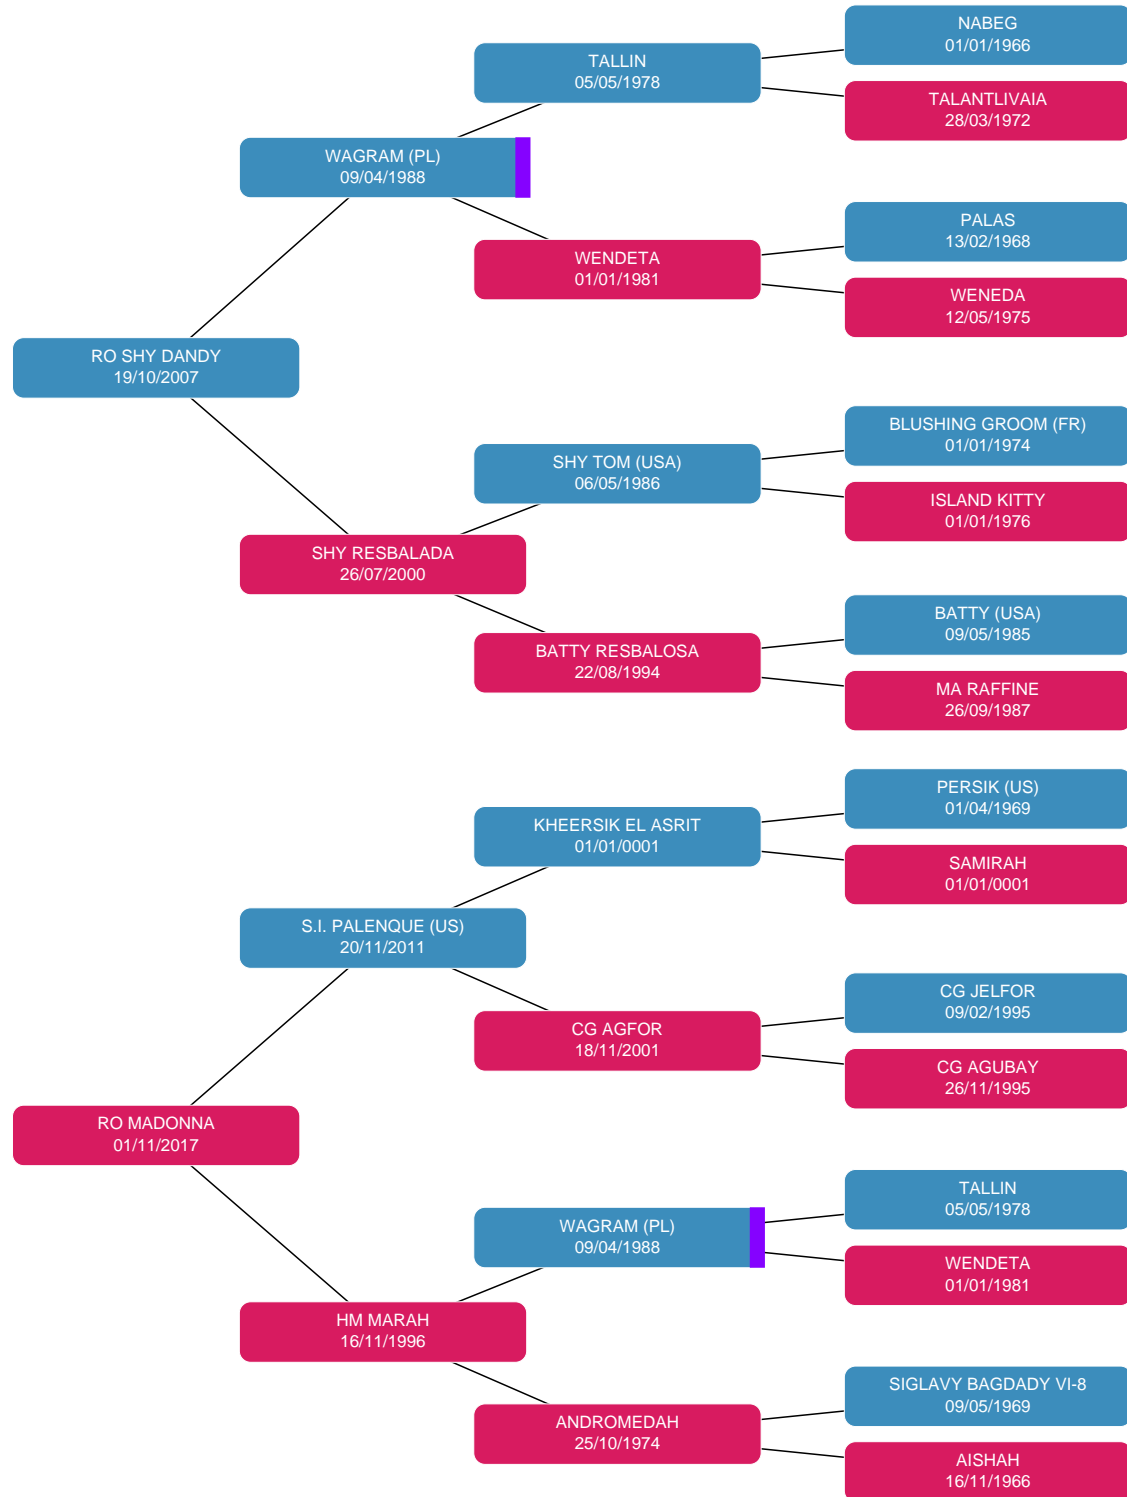 NABEG
01/01/1966
TALLIN
05/05/1978
TALANTLIVAIA
28/03/1972
WAGRAM (PL)
09/04/1988
PALAS
13/02/1968
WENDETA
01/01/1981
WENEDA
12/05/1975
RO SHY DANDY
19/10/2007
BLUSHING GROOM (FR)
01/01/1974
SHY TOM (USA)
06/05/1986
ISLAND KITTY
01/01/1976
SHY RESBALADA
26/07/2000
BATTY (USA)
09/05/1985
BATTY RESBALOSA
22/08/1994
MA RAFFINE
26/09/1987
PERSIK (US)
01/04/1969
KHEERSIK EL ASRIT
01/01/0001
SAMIRAH
01/01/0001
S.I. PALENQUE (US)
20/11/2011
CG JELFOR
09/02/1995
CG AGFOR
18/11/2001
CG AGUBAY
26/11/1995
RO MADONNA
01/11/2017
TALLIN
05/05/1978
WAGRAM (PL)
09/04/1988
WENDETA
01/01/1981
HM MARAH
16/11/1996
SIGLAVY BAGDADY VI-8
09/05/1969
ANDROMEDAH
25/10/1974
AISHAH
16/11/1966